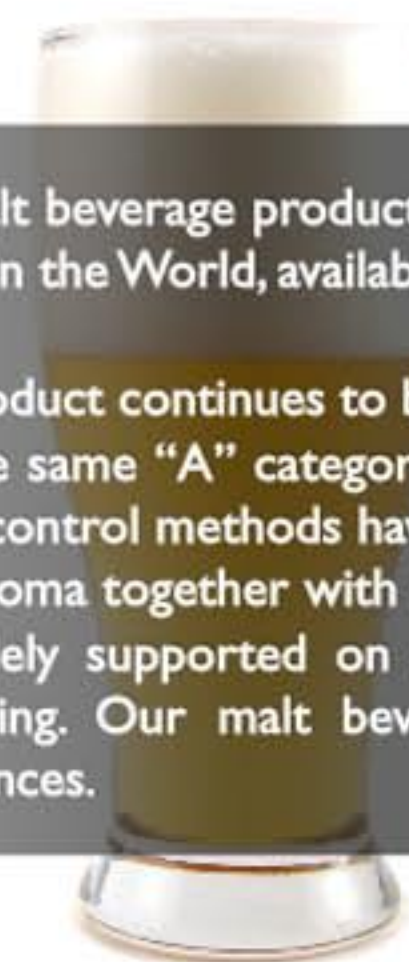 lt beverage product
n the World, availab
oduct continues to b
e same “A” categor
control methods hav
oma together with
ely supported on
ing. Our malt bev
nces.